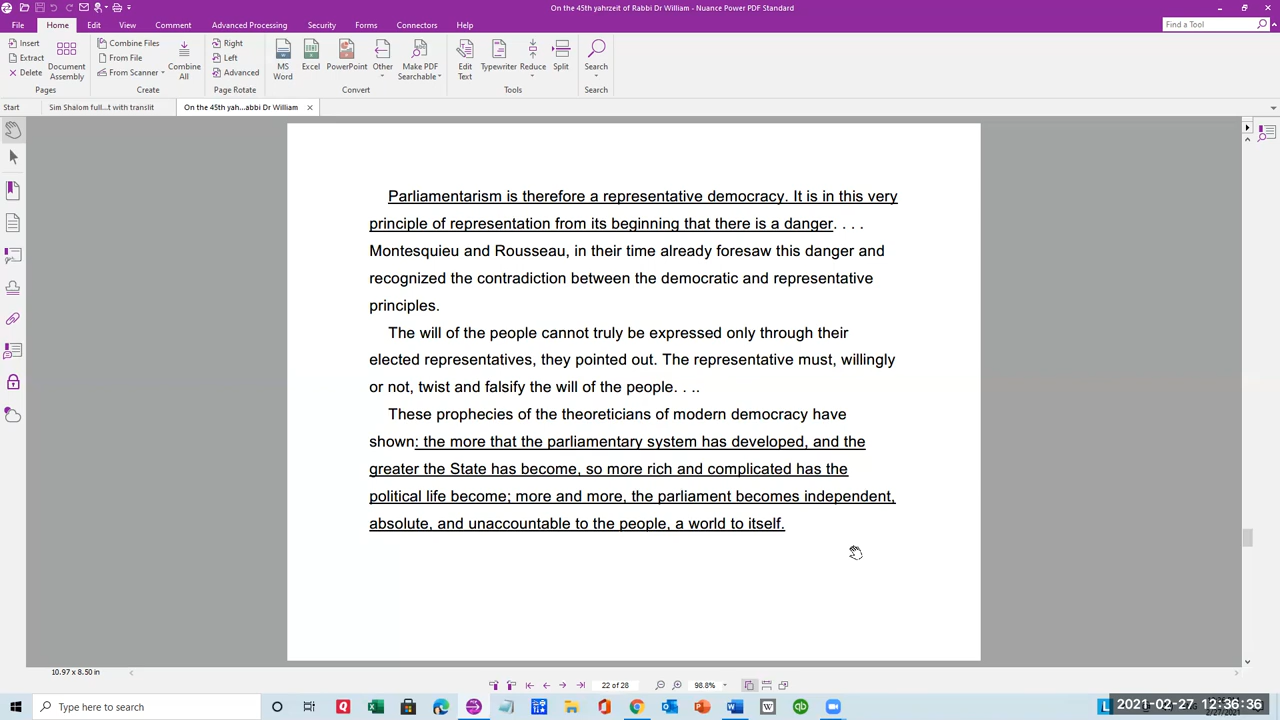 On the 45th yahrzeit of Rabbi Dr William - Nuance Power PDF Standard
File Home Edit View Comment Advanced Processing Security Forms Connectors Help Find a Tool
Insert Combine Files Right
Extract From File Left
Delete From Scanner Advanced
Document Assembly Combine All MS Word Excel PowerPoint Other Make PDF Searchable Edit Text Typewriter Reduce Split Search
Pages Create Page Rotate Convert Tools Search
Start Sim Shalom full...t with translit On the 45th yah...abbi Dr William
Parliamentarism is therefore a representative democracy. It is in this very
principle of representation from its beginning that there is a danger. . . .
Montesquieu and Rousseau, in their time already foresaw this danger and
recognized the contradiction between the democratic and representative
principles.
The will of the people cannot truly be expressed only through their
elected representatives, they pointed out. The representative must, willingly
or not, twist and falsify the will of the people. . ..
These prophecies of the theoreticians of modern democracy have
shown: the more that the parliamentary system has developed, and the
greater the State has become, so more rich and complicated has the
political life become; more and more, the parliament becomes independent,
absolute, and unaccountable to the people, a world to itself.
10.97 x 8.50 in
22 of 28 98.8%
Type here to search
2021-02-27 12:36:36